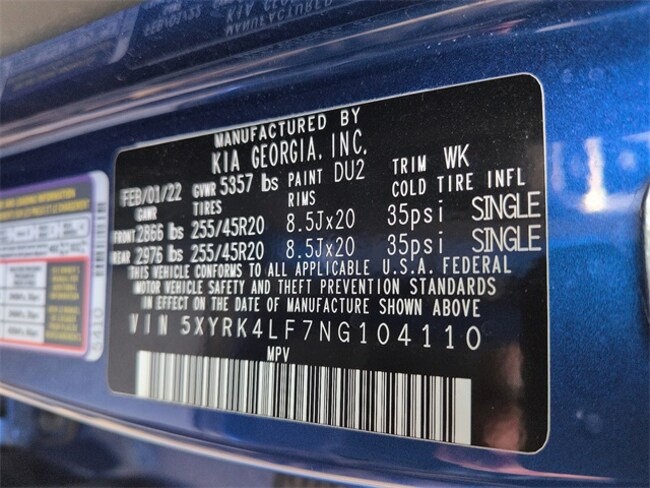 MANUFACTURED BY
KIA GEORGIA, INC.
FEB/01/22 GVWR 5357 lbs PAINT DU2 TRIM WK
GAWR TIRES RIMS COLD TIRE INFL
FRONT 2866 lbs 255/45R20 8.5Jx20 35psi SINGLE
REAR 2976 lbs 255/45R20 8.5Jx20 35psi SINGLE
THIS VEHICLE CONFORMS TO ALL APPLICABLE U.S.A. FEDERAL
MOTOR VEHICLE SAFETY AND THEFT PREVENTION STANDARDS
IN EFFECT ON THE DATE OF MANUFACTURE SHOWN ABOVE
VIN 5XYRK4LF7NG104110
MPV